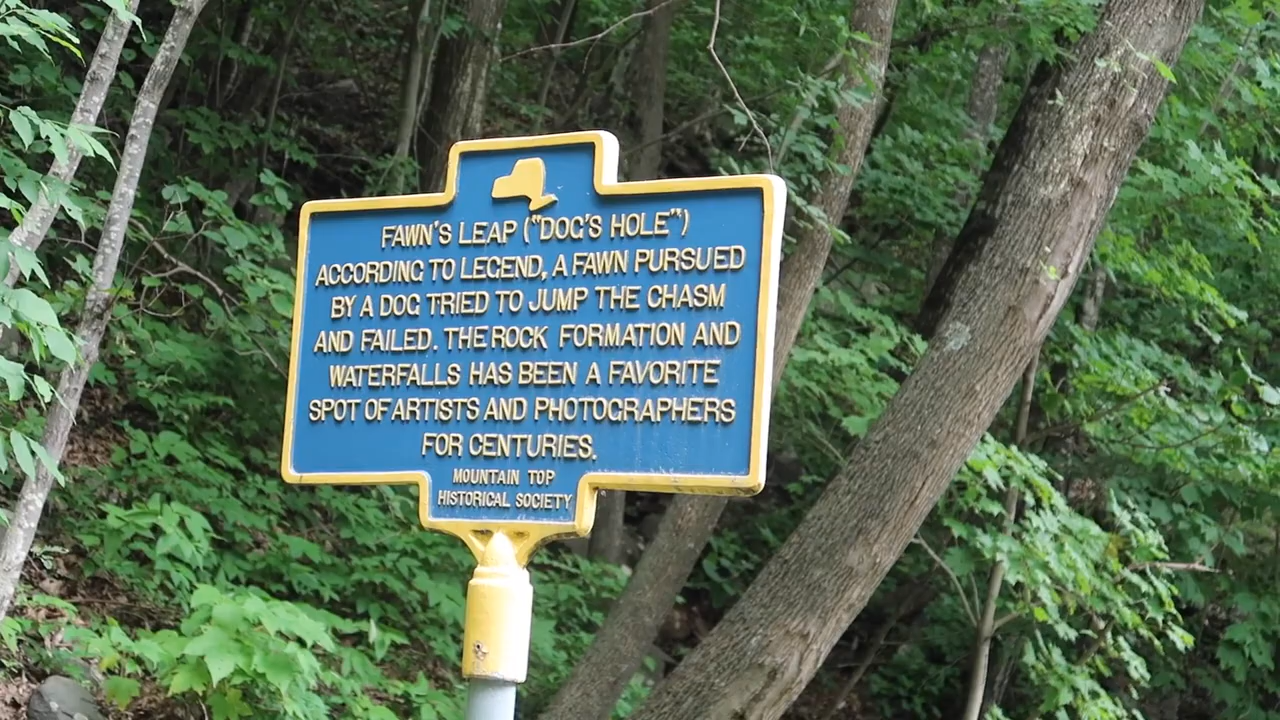 FAWN'S LEAP ("DOG'S HOLE")
ACCORDING TO LEGEND, A FAWN PURSUED
BY A DOG TRIED TO JUMP THE CHASM
AND FAILED. THE ROCK FORMATION AND
WATERFALLS HAS BEEN A FAVORITE
SPOT OF ARTISTS AND PHOTOGRAPHERS
FOR CENTURIES.
MOUNTAIN TOP
HISTORICAL SOCIETY